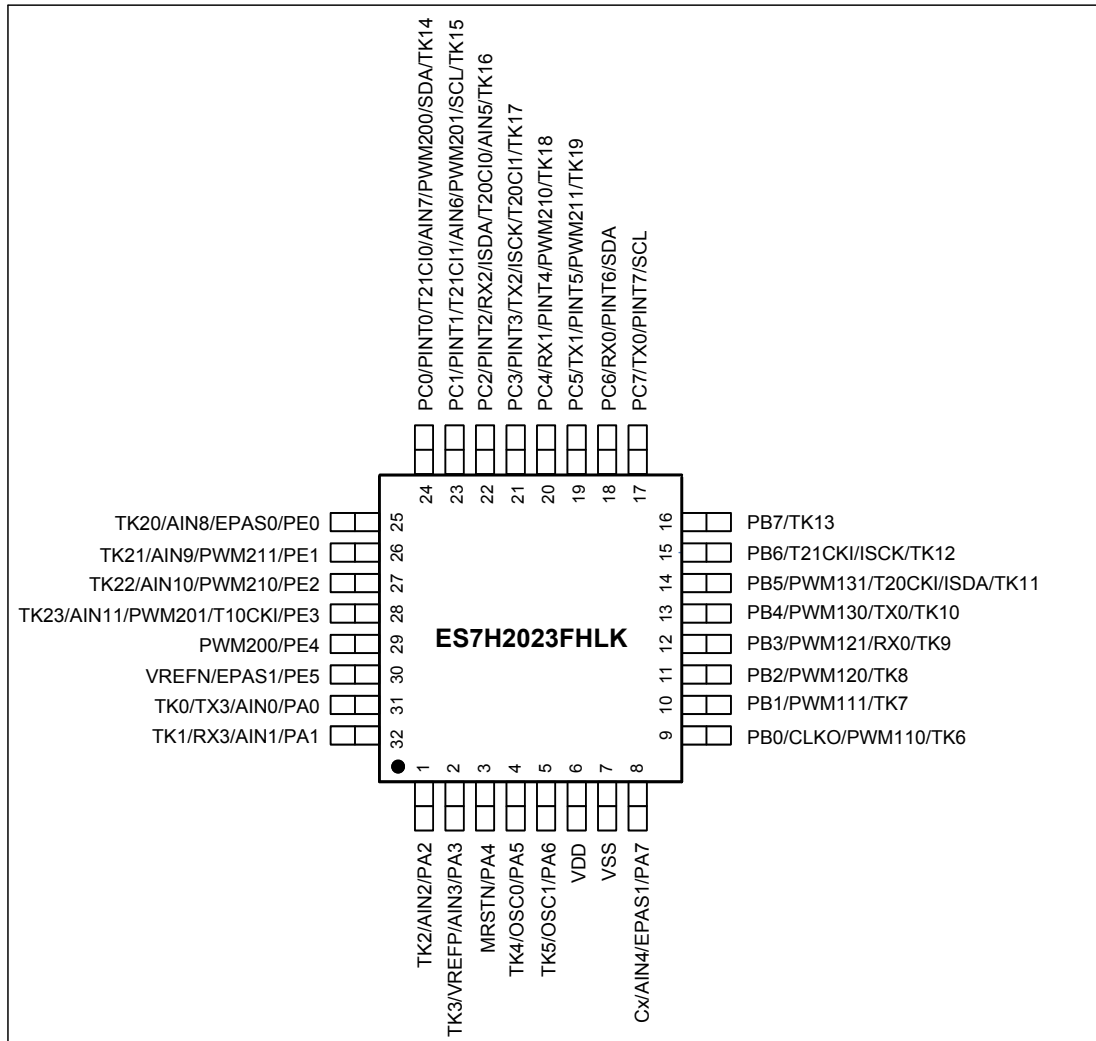 PC0/PINT0/T21CI0/AIN7/PWM200/SDA/TK14
PC1/PINT1/T21CI1/AIN6/PWM201/SCL/TK15
PC2/PINT2/RX2/ISDA/T20CI0/AIN5/TK16
PC3/PINT3/TX2/ISCK/T20CI1/TK17
PC4/RX1/PINT4/PWM210/TK18
PC5/TX1/PINT5/PWM211/TK19
PC6/RX0/PINT6/SDA
PC7/TX0/PINT7/SCL
24
23
22
21
20
19
18
17
TK20/AIN8/EPAS0/PE0
25
TK21/AIN9/PWM211/PE1
26
TK22/AIN10/PWM210/PE2
27
TK23/AIN11/PWM201/T10CKI/PE3
28
PWM200/PE4
29
VREFN/EPAS1/PE5
30
TK0/TX3/AIN0/PA0
31
TK1/RX3/AIN1/PA1
32
ES7H2023FHLK
16
PB7/TK13
15
PB6/T21CKI/ISCK/TK12
14
PB5/PWM131/T20CKI/ISDA/TK11
13
PB4/PWM130/TX0/TK10
12
PB3/PWM121/RX0/TK9
11
PB2/PWM120/TK8
10
PB1/PWM111/TK7
9
PB0/CLKO/PWM110/TK6
1
2
3
4
5
6
7
8
TK2/AIN2/PA2
TK3/VREFP/AIN3/PA3
MRSTN/PA4
TK4/OSC0/PA5
TK5/OSC1/PA6
VDD
VSS
Cx/AIN4/EPAS1/PA7